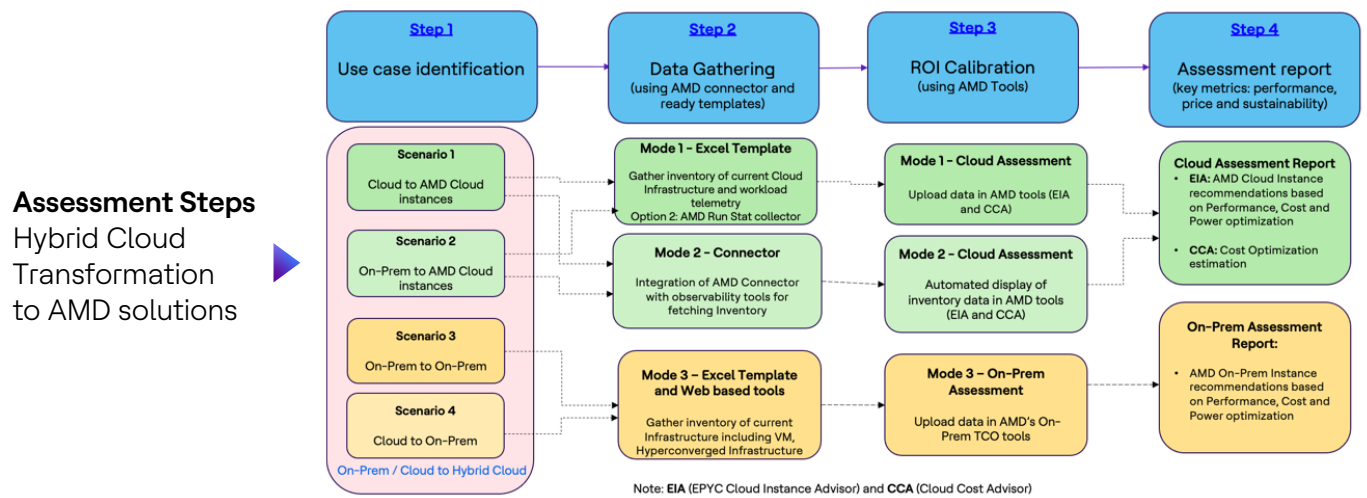 Assessment Steps
Hybrid Cloud
Transformation
to AMD solutions
Step 1
Use case identification
Step 2
Data Gathering
(using AMD connector and
ready templates)
Step 3
ROI Calibration
(using AMD Tools)
Step 4
Assessment report
(key metrics: performance,
price and sustainability)
Scenario 1
Cloud to AMD Cloud
instances
Scenario 2
On-Prem to AMD Cloud
instances
Scenario 3
On-Prem to On-Prem
Scenario 4
Cloud to On-Prem
On-Prem / Cloud to Hybrid Cloud
Mode 1 - Excel Template
Gather inventory of current Cloud
Infrastructure and workload
telemetry
Option 2: AMD Run Stat collector
Mode 2 - Connector
Integration of AMD Connector
with observability tools for
fetching Inventory
Mode 3 – Excel Template
and Web based tools
Gather inventory of current
Infrastructure including VM,
Hyperconverged Infrastructure
Mode 1 - Cloud Assessment
Upload data in AMD tools (EIA
and CCA)
Mode 2 - Cloud Assessment
Automated display of
inventory data in AMD tools
(EIA and CCA)
Mode 3 – On-Prem
Assessment
Upload data in AMD's On-
Prem TCO tools
Cloud Assessment Report
• EIA: AMD Cloud Instance
recommendations based
on Performance, Cost and
Power optimization
• CCA: Cost Optimization
estimation
On-Prem Assessment
Report:
• AMD On-Prem Instance
recommendations based
on Performance, Cost and
Power optimization
Note: EIA (EPYC Cloud Instance Advisor) and CCA (Cloud Cost Advisor)